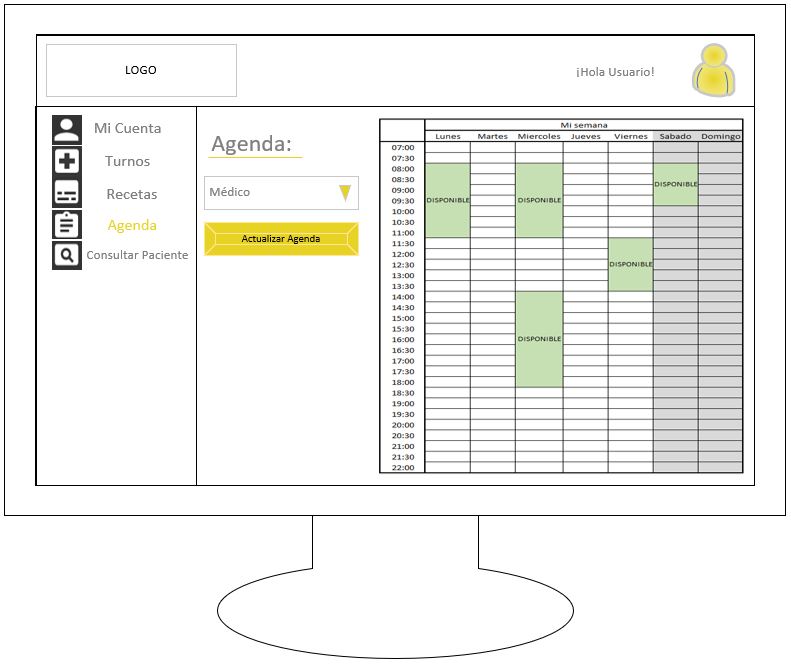 LOGO
¡Hola Usuario!
Mi Cuenta
Turnos
Recetas
Agenda
Consultar Paciente
Agenda:
Médico
Actualizar Agenda
Mi semana
Lunes Martes Miercoles Jueves Viernes Sabado Domingo
07:00
07:30
08:00
08:30
DISPONIBLE
09:00
09:30
DISPONIBLE DISPONIBLE
10:00
10:30
11:00
11:30
12:00
12:30
DISPONIBLE
13:00
13:30
14:00
14:30
15:00
15:30
16:00
DISPONIBLE
16:30
17:00
17:30
18:00
18:30
19:00
19:30
20:00
20:30
21:00
21:30
22:00